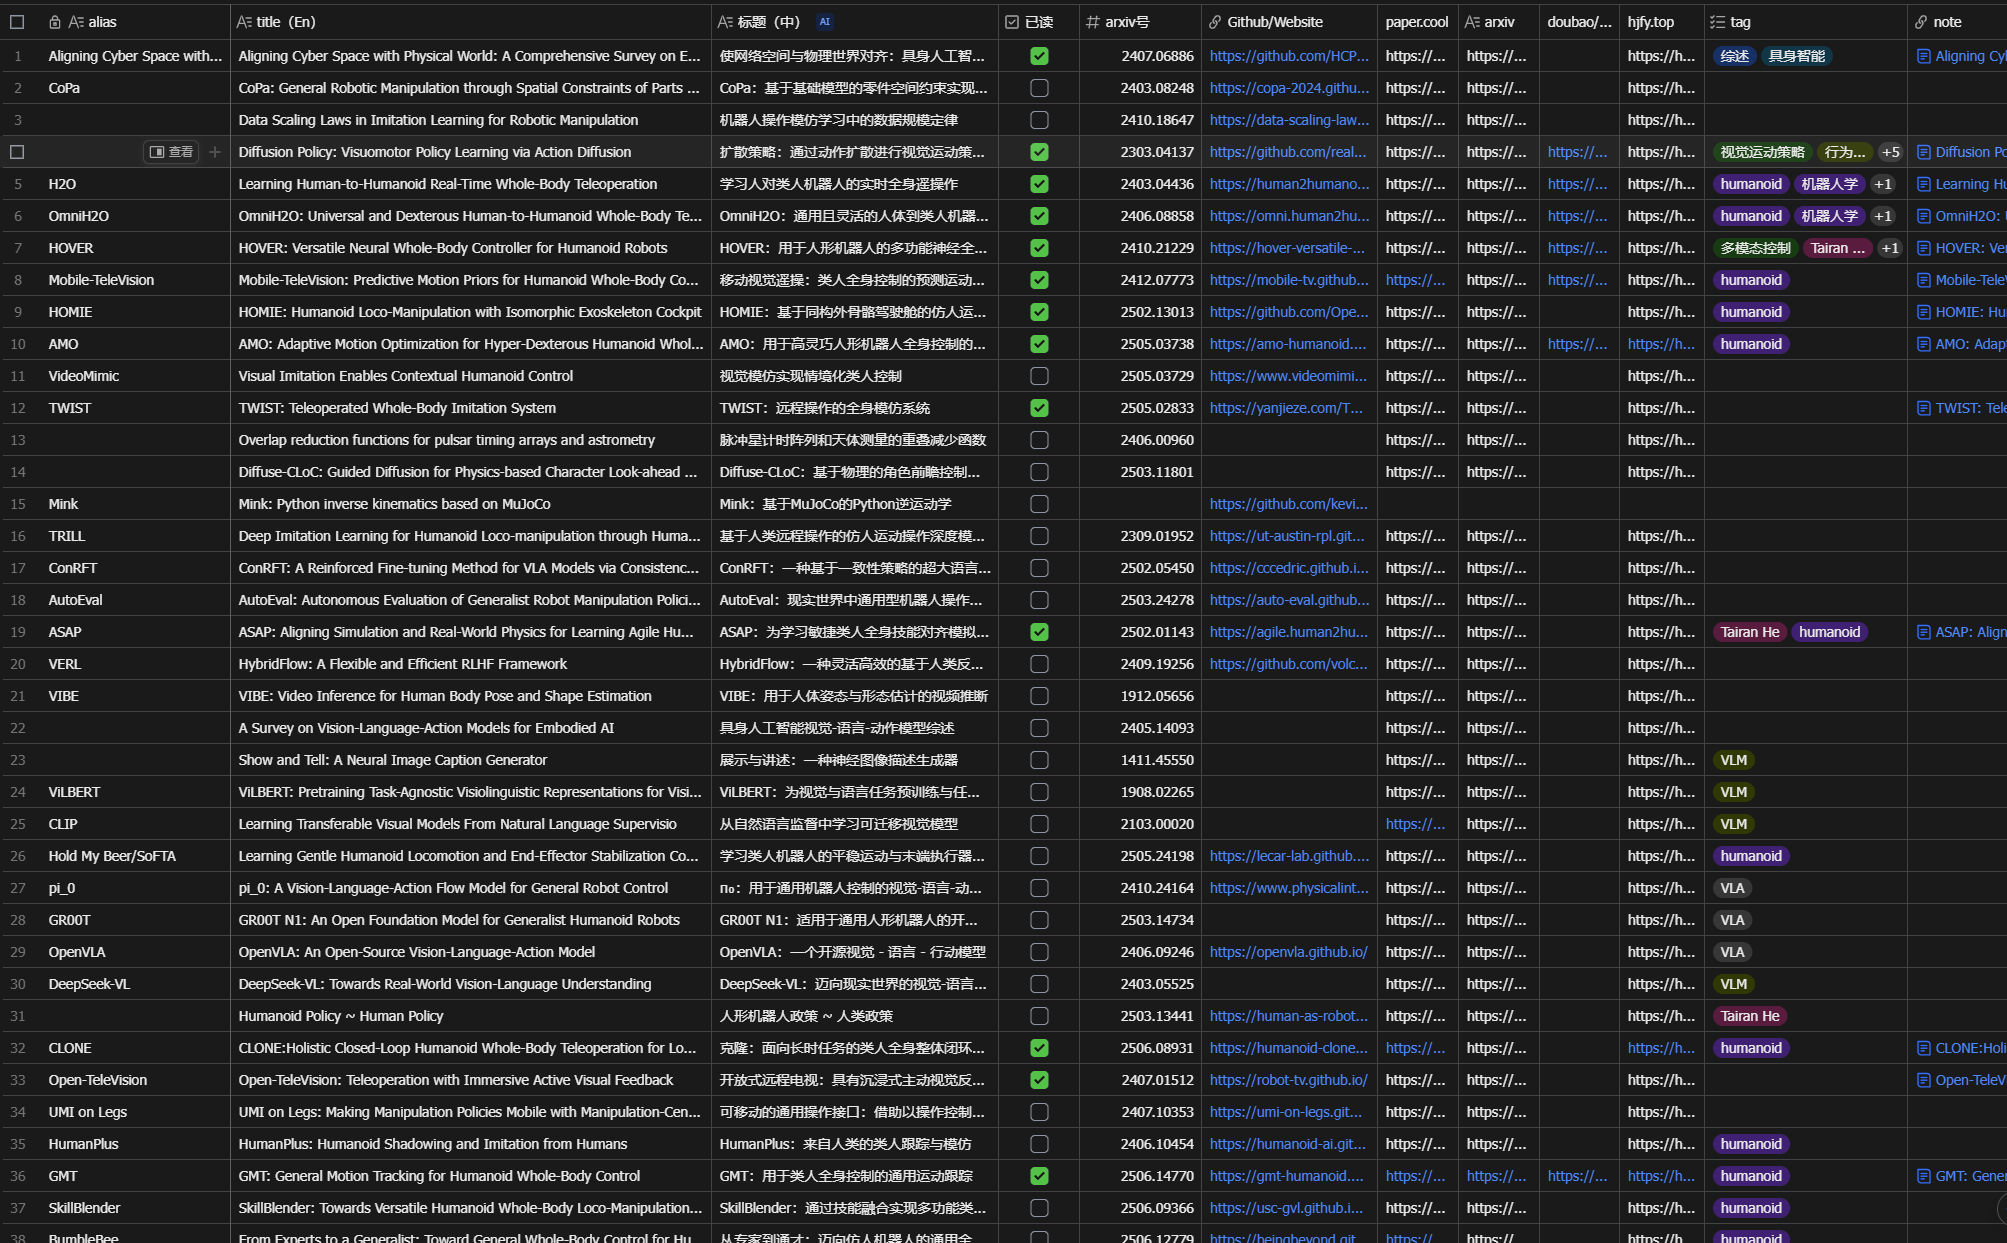 alias title（En） 标题（中） AI 已读 arxiv号 Github/Website paper.cool arxiv doubao/... hjfy.top tag note
1 Aligning Cyber Space with... Aligning Cyber Space with Physical World: A Comprehensive Survey on E... 使网络空间与物理世界对齐：具身人工智... 2407.06886 https://github.com/HCP... https://... https://... https://h... 综述 具身智能 Aligning Cyl
2 CoPa CoPa: General Robotic Manipulation through Spatial Constraints of Parts ... CoPa：基于基础模型的零件空间约束实现... 2403.08248 https://copa-2024.githu... https://... https://... https://h...
3 Data Scaling Laws in Imitation Learning for Robotic Manipulation 机器人操作模仿学习中的数据规模定律 2410.18647 https://data-scaling-law... https://... https://... https://h...
查看 Diffusion Policy: Visuomotor Policy Learning via Action Diffusion 扩散策略：通过动作扩散进行视觉运动策... 2303.04137 https://github.com/real... https://... https://... https://... https://h... 视觉运动策略 行为... +5 Diffusion Po
5 H2O Learning Human-to-Humanoid Real-Time Whole-Body Teleoperation 学习人对类人机器人的实时全身遥操作 2403.04436 https://human2humano... https://... https://... https://... https://h... humanoid 机器人学 +1 Learning Hu
6 OmniH2O OmniH2O: Universal and Dexterous Human-to-Humanoid Whole-Body Te... OmniH2O：通用且灵活的人体到类人机器... 2406.08858 https://omni.human2hu... https://... https://... https://... https://h... humanoid 机器人学 +1 OmniH2O: U
7 HOVER HOVER: Versatile Neural Whole-Body Controller for Humanoid Robots HOVER：用于人形机器人的多功能神经全... 2410.21229 https://hover-versatile-... https://... https://... https://... https://h... 多模态控制 Tairan ... +1 HOVER: Ver
8 Mobile-TeleVision Mobile-TeleVision: Predictive Motion Priors for Humanoid Whole-Body Co... 移动视觉遥操：类人全身控制的预测运动... 2412.07773 https://mobile-tv.github... https://... https://... https://... https://h... humanoid Mobile-TeleV
9 HOMIE HOMIE: Humanoid Loco-Manipulation with Isomorphic Exoskeleton Cockpit HOMIE：基于同构外骨骼驾驶舱的仿人运... 2502.13013 https://github.com/Ope... https://... https://... https://h... humanoid HOMIE: Hu
10 AMO AMO: Adaptive Motion Optimization for Hyper-Dexterous Humanoid Whol... AMO：用于高灵巧人形机器人全身控制的... 2505.03738 https://amo-humanoid.... https://... https://... https://... https://h... humanoid AMO: Adapt
11 VideoMimic Visual Imitation Enables Contextual Humanoid Control 视觉模仿实现情境化类人控制 2505.03729 https://www.videomimi... https://... https://... https://h...
12 TWIST TWIST: Teleoperated Whole-Body Imitation System TWIST：远程操作的全身模仿系统 2505.02833 https://yanjieze.com/T... https://... https://... https://h... TWIST: Tele
13 Overlap reduction functions for pulsar timing arrays and astrometry 脉冲星计时阵列和天体测量的重叠减少函数 2406.00960 https://... https://... https://h...
14 Diffuse-CLoC: Guided Diffusion for Physics-based Character Look-ahead ... Diffuse-CLoC：基于物理的角色前瞻控制... 2503.11801 https://... https://... https://h...
15 Mink Mink: Python inverse kinematics based on MuJoCo Mink：基于MuJoCo的Python逆运动学 https://github.com/kevi...
16 TRILL Deep Imitation Learning for Humanoid Loco-manipulation through Huma... 基于人类远程操作的仿人运动操作深度模... 2309.01952 https://ut-austin-rpl.git... https://... https://... https://h...
17 ConRFT ConRFT: A Reinforced Fine-tuning Method for VLA Models via Consistenc... ConRFT：一种基于一致性策略的超大语言... 2502.05450 https://cccedric.github.i... https://... https://... https://h...
18 AutoEval AutoEval: Autonomous Evaluation of Generalist Robot Manipulation Polici... AutoEval：现实世界中通用型机器人操作... 2503.24278 https://auto-eval.github... https://... https://... https://h...
19 ASAP ASAP: Aligning Simulation and Real-World Physics for Learning Agile Hu... ASAP：为学习敏捷类人全身技能对齐模拟... 2502.01143 https://agile.human2hu... https://... https://... https://h... Tairan He humanoid ASAP: Align
20 VERL HybridFlow: A Flexible and Efficient RLHF Framework HybridFlow：一种灵活高效的基于人类反... 2409.19256 https://github.com/volc... https://... https://... https://h...
21 VIBE VIBE: Video Inference for Human Body Pose and Shape Estimation VIBE：用于人体姿态与形态估计的视频推断 1912.05656 https://... https://... https://h...
22 A Survey on Vision-Language-Action Models for Embodied AI 具身人工智能视觉-语言-动作模型综述 2405.14093 https://... https://... https://h...
23 Show and Tell: A Neural Image Caption Generator 展示与讲述：一种神经图像描述生成器 1411.45550 https://... https://... https://h... VLM
24 ViLBERT ViLBERT: Pretraining Task-Agnostic Visiolinguistic Representations for Visi... ViLBERT：为视觉与语言任务预训练与任... 1908.02265 https://... https://... https://h... VLM
25 CLIP Learning Transferable Visual Models From Natural Language Supervisio 从自然语言监督中学习可迁移视觉模型 2103.00020 https://... https://... https://h... VLM
26 Hold My Beer/SoFTA Learning Gentle Humanoid Locomotion and End-Effector Stabilization Co... 学习类人机器人的平稳运动与末端执行器... 2505.24198 https://lecar-lab.github.... https://... https://... https://h... humanoid
27 pi_0 pi_0: A Vision-Language-Action Flow Model for General Robot Control π₀：用于通用机器人控制的视觉-语言-动... 2410.24164 https://www.physicalint... https://... https://... https://h... VLA
28 GR00T GR00T N1: An Open Foundation Model for Generalist Humanoid Robots GR00T N1：适用于通用人形机器人的开... 2503.14734 https://... https://... https://h... VLA
29 OpenVLA OpenVLA: An Open-Source Vision-Language-Action Model OpenVLA：一个开源视觉 - 语言 - 行动模型 2406.09246 https://openvla.github.io/ https://... https://... https://h... VLA
30 DeepSeek-VL DeepSeek-VL: Towards Real-World Vision-Language Understanding DeepSeek-VL：迈向现实世界的视觉-语言... 2403.05525 https://... https://... https://h... VLM
31 Humanoid Policy ~ Human Policy 人形机器人政策 ~ 人类政策 2503.13441 https://human-as-robot... https://... https://... https://h... Tairan He
32 CLONE CLONE:Holistic Closed-Loop Humanoid Whole-Body Teleoperation for Lo... 克隆：面向长时任务的类人全身整体闭环... 2506.08931 https://humanoid-clone... https://... https://... https://h... humanoid CLONE:Holi
33 Open-TeleVision Open-TeleVision: Teleoperation with Immersive Active Visual Feedback 开放式远程电视：具有沉浸式主动视觉反... 2407.01512 https://robot-tv.github.io/ https://... https://... https://h... Open-TeleV
34 UMI on Legs UMI on Legs: Making Manipulation Policies Mobile with Manipulation-Cen... 可移动的通用操作接口：借助以操作控制... 2407.10353 https://umi-on-legs.git... https://... https://... https://h...
35 HumanPlus HumanPlus: Humanoid Shadowing and Imitation from Humans HumanPlus：来自人类的类人跟踪与模仿 2406.10454 https://humanoid-ai.git... https://... https://... https://h... humanoid
36 GMT GMT: General Motion Tracking for Humanoid Whole-Body Control GMT：用于类人全身控制的通用运动跟踪 2506.14770 https://gmt-humanoid.... https://... https://... https://... https://h... humanoid GMT: Gener
37 SkillBlender SkillBlender: Towards Versatile Humanoid Whole-Body Loco-Manipulation... SkillBlender：通过技能融合实现多功能类... 2506.09366 https://usc-gvl.github.i... https://... https://... https://h... humanoid
38 BumbleBee From Experts to a Generalist: Toward General Whole-Body Control for Hu... 从专家到通才：迈向仿人机器人的通用全... 2506.12779 https://beingbeyond.git... https://... https://... https://h... humanoid